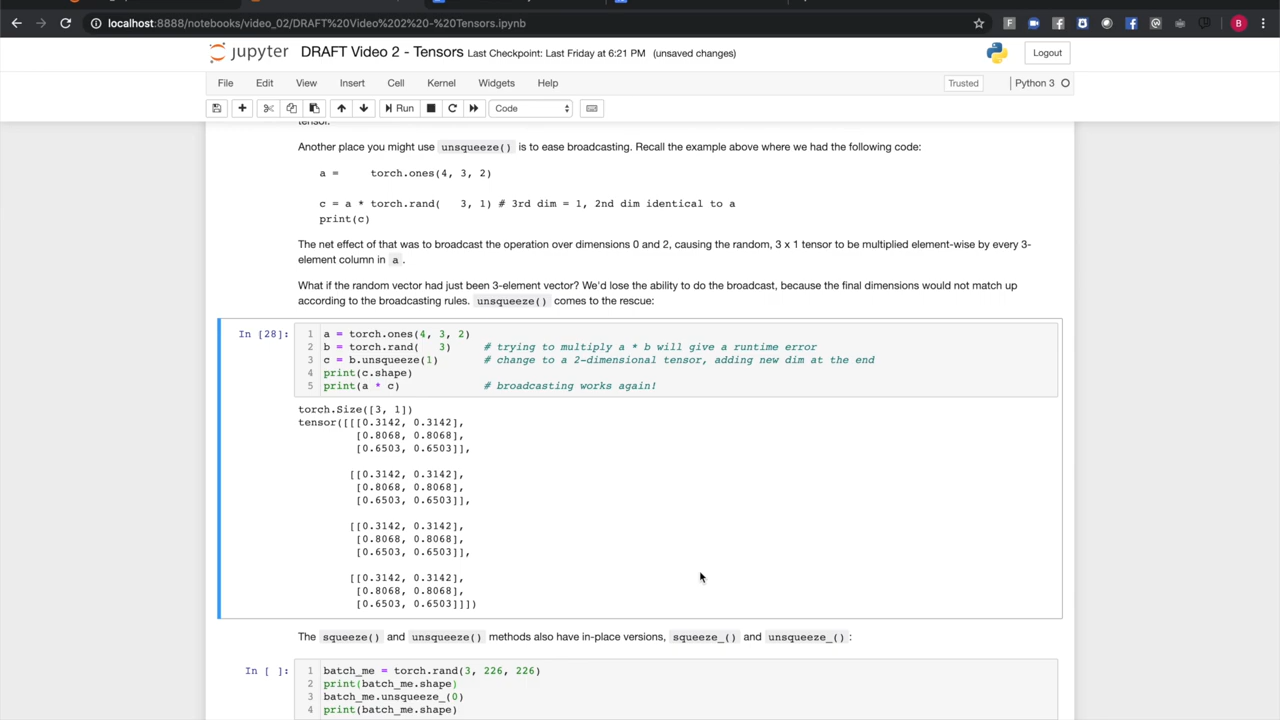 localhost:8888/notebooks/video_02/DRAFT%20Video%202%20-%20Tensors.ipynb
B
jupyter DRAFT Video 2 - Tensors Last Checkpoint: Last Friday at 6:21 PM (unsaved changes)
Logout
File Edit View Insert Cell Kernel Widgets Help
Trusted
Python 3
Run
Code
tensor.
Another place you might use unsqueeze() is to ease broadcasting. Recall the example above where we had the following code:
a =     torch.ones(4, 3, 2)
c = a * torch.rand(   3, 1) # 3rd dim = 1, 2nd dim identical to a
print(c)
The net effect of that was to broadcast the operation over dimensions 0 and 2, causing the random, 3 x 1 tensor to be multiplied element-wise by every 3-
element column in a .
What if the random vector had just been 3-element vector? We'd lose the ability to do the broadcast, because the final dimensions would not match up
according to the broadcasting rules. unsqueeze() comes to the rescue:
In [28]:
1 a = torch.ones(4, 3, 2)
2 b = torch.rand(   3)     # trying to multiply a * b will give a runtime error
3 c = b.unsqueeze(1)       # change to a 2-dimensional tensor, adding new dim at the end
4 print(c.shape)
5 print(a * c)             # broadcasting works again!
torch.Size([3, 1])
tensor([[[0.3142, 0.3142],
[0.8068, 0.8068],
[0.6503, 0.6503]],
[[0.3142, 0.3142],
[0.8068, 0.8068],
[0.6503, 0.6503]],
[[0.3142, 0.3142],
[0.8068, 0.8068],
[0.6503, 0.6503]],
[[0.3142, 0.3142],
[0.8068, 0.8068],
[0.6503, 0.6503]]])
The squeeze() and unsqueeze() methods also have in-place versions, squeeze_() and unsqueeze_() :
In [ ]:
1 batch_me = torch.rand(3, 226, 226)
2 print(batch_me.shape)
3 batch_me.unsqueeze_(0)
4 print(batch_me.shape)